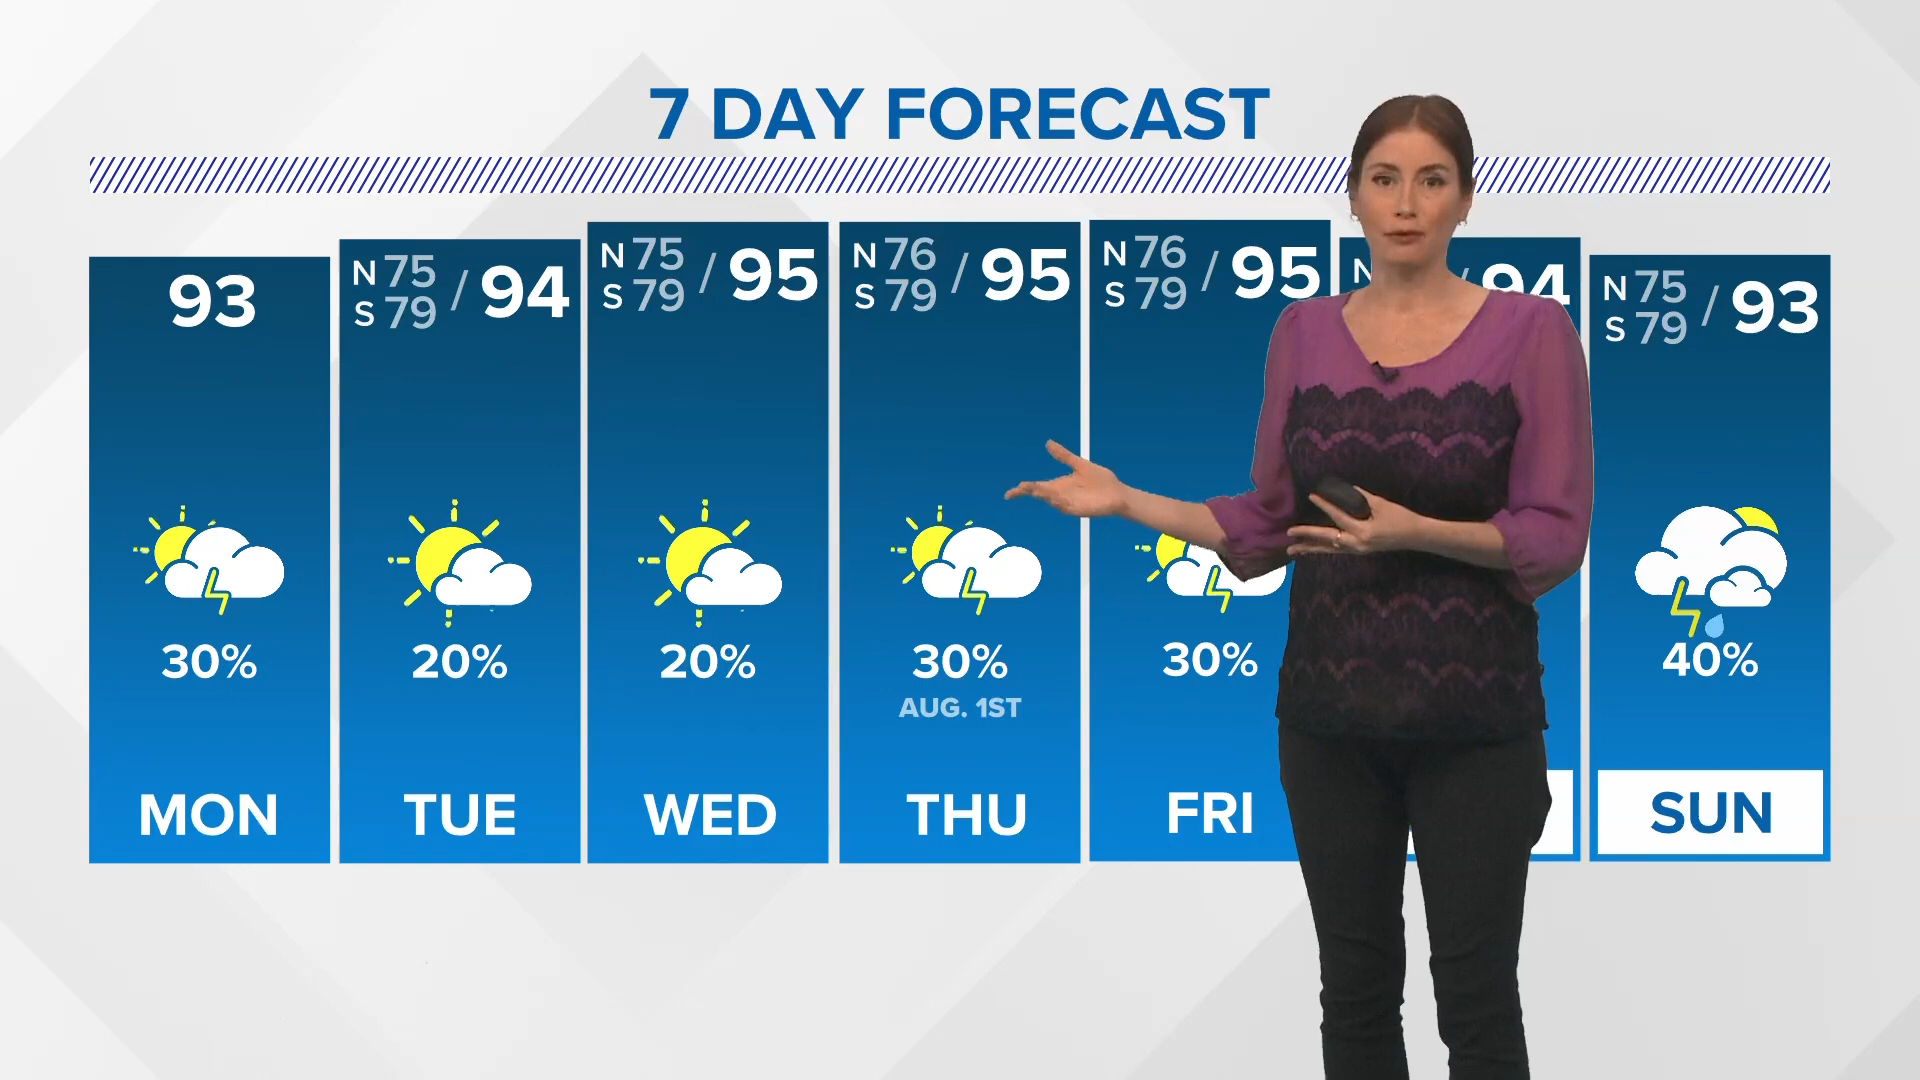 7 DAY FORECAST
93
30%
MON
N 75
S 79
/ 94
20%
TUE
N 75
S 79
/ 95
20%
WED
N 76
S 79
/ 95
30%
AUG. 1ST
THU
N 76
S 79
/ 95
30%
FRI
N
/ 94
N 75
S 79
/ 93
40%
SUN